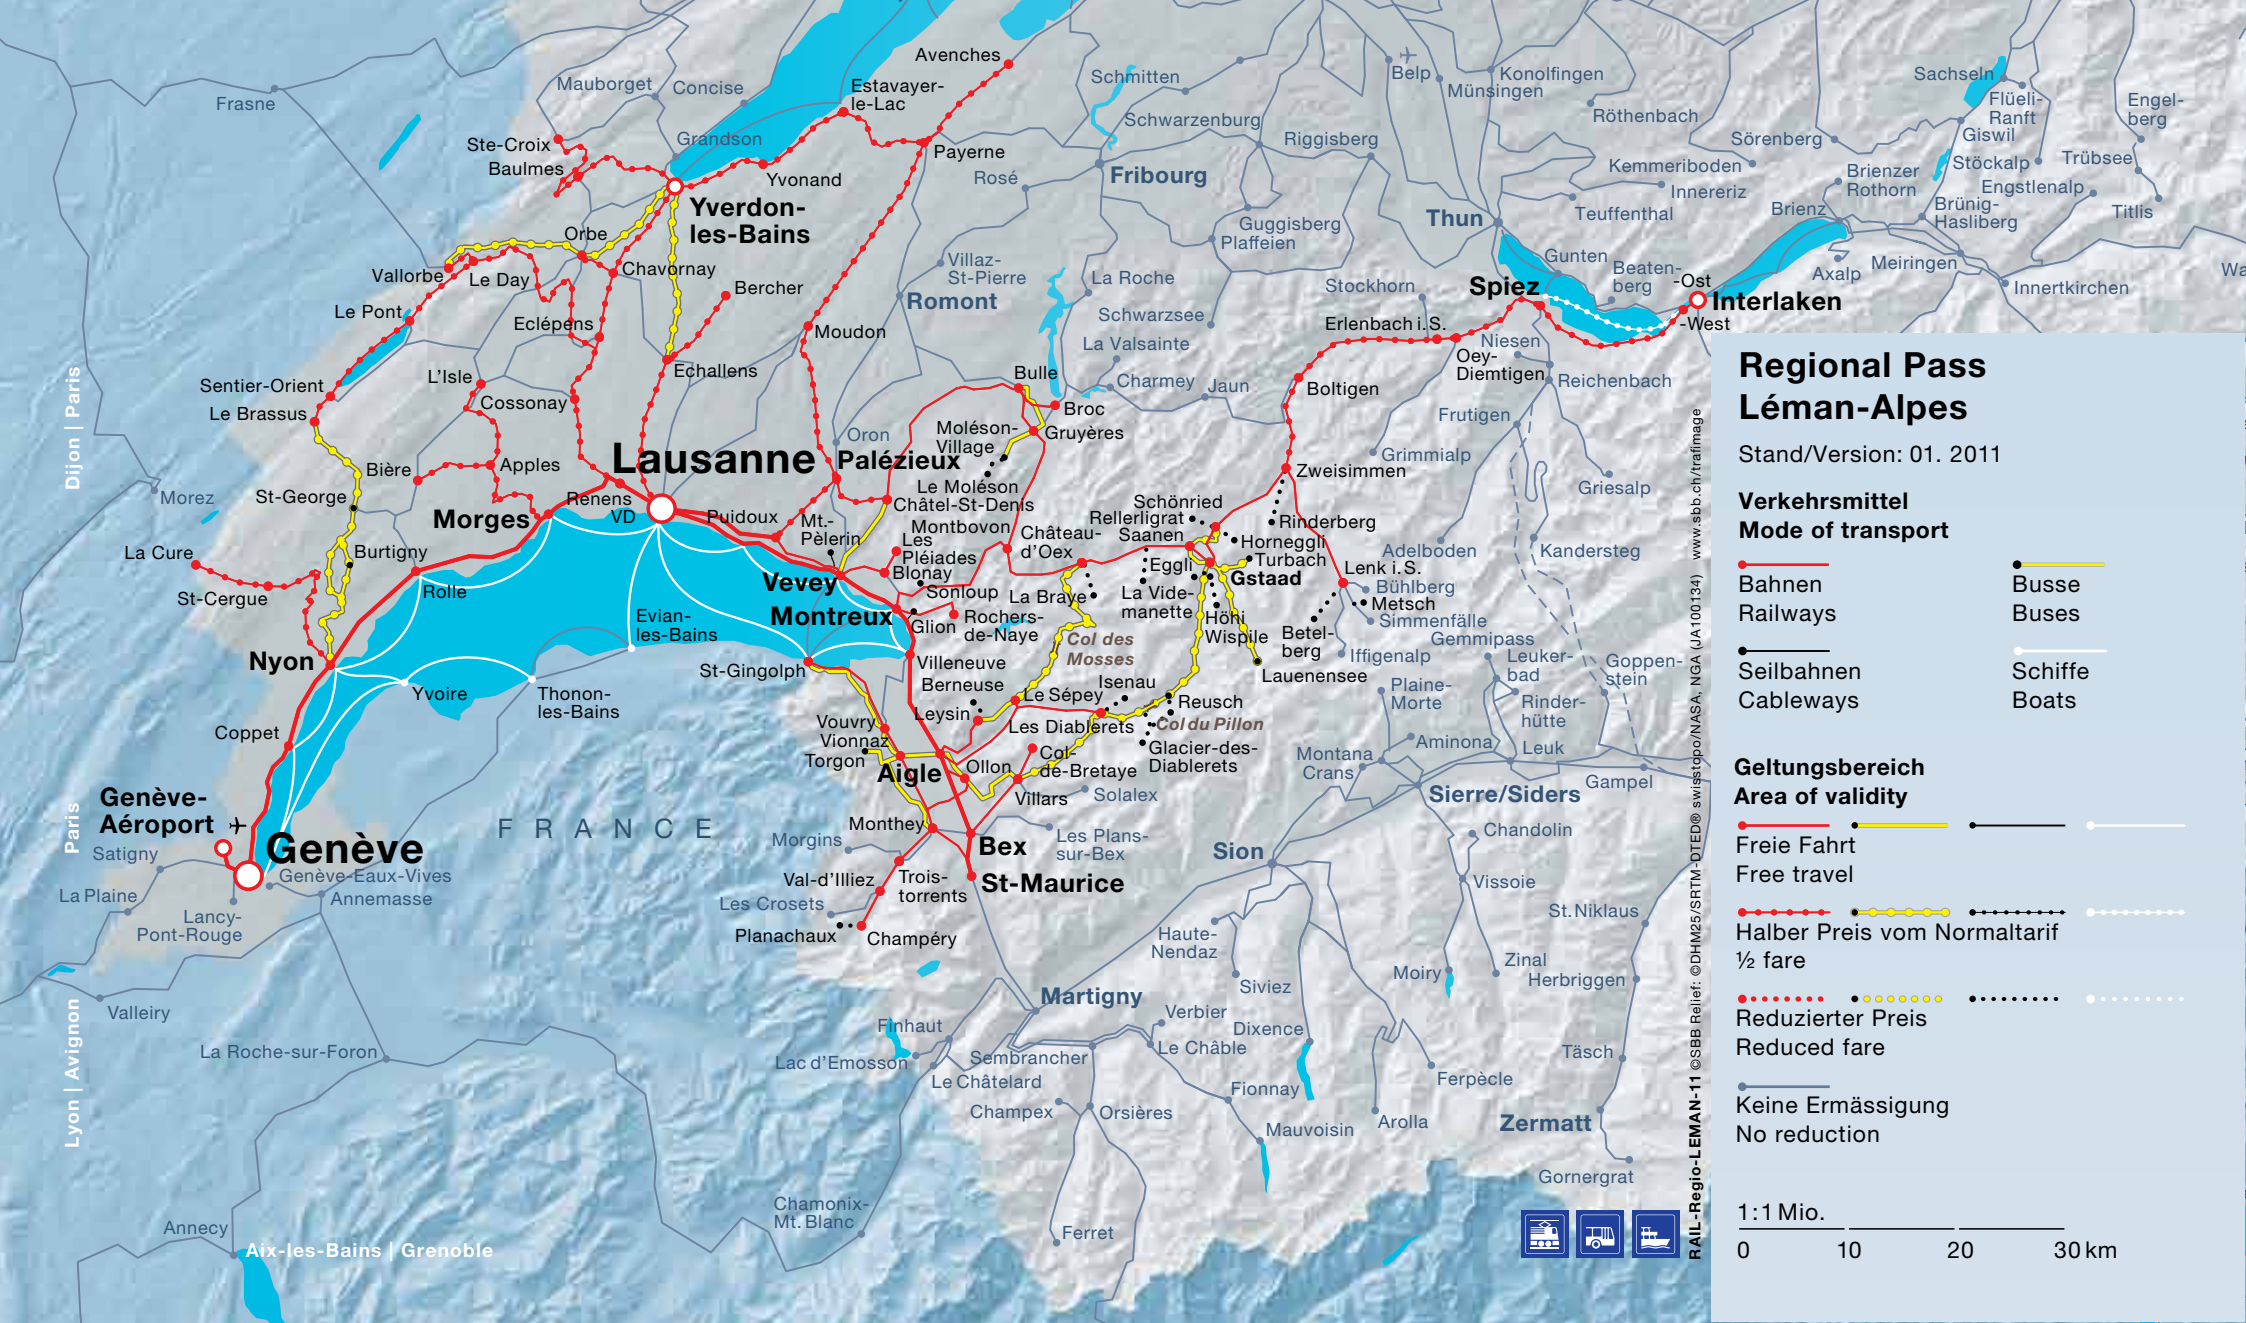 Avenches
Schmitten
Belp
Konolfingen
Münsingen
Sachseln
Mauborget
Concise
Estavayer-
le-Lac
Frasne
Flüeli-
Ranft
Engel-
berg
Röthenbach
Schwarzenburg
Riggisberg
Sörenberg
Giswil
Ste-Croix
Grandson
Baulmes
Payerne
Kemmeriboden
Stöckalp
Trübsee
Brienzer
Rothorn
Rosé
Fribourg
Yvonand
Innereriz
Engstlenalp
Yverdon-
les-Bains
Thun
Teuffenthal
Brienz
Brünig-
Hasliberg
Titlis
Guggisberg
Plaffeien
Orbe
Villaz-
St-Pierre
Gunten
Beaten-
berg
Axalp
Meiringen
Wa
Vallorbe
Le Day
Chavornay
La Roche
Stockhorn
Spiez
-Ost
Interlaken
-West
Innertkirchen
Bercher
Romont
Le Pont
Eclépens
Moudon
Schwarzsee
Erlenbach i. S.
La Valsainte
Niesen
Oey-
Diemtigen
Reichenbach
Sentier-Orient
L'Isle
Echallens
Bulle
Charmey
Jaun
Boltigen
Le Brassus
Cossonay
Broc
Frutigen
Moléson-
Village
Gruyères
Oron
Lausanne
Palézieux
Grimmialp
Bière
Apples
Zweisimmen
Griesalp
Morez
St-George
Renens
VD
Le Moléson
Châtel-St-Denis
Schönried
Rellerligrat
Saanen
Rinderberg
Morges
Puidoux
Mt.-
Pèlerin
Montbovon
Château-
d'Oex
Horneggli
Adelboden
Kandersteg
La Cure
Burtigny
Les
Pléiades
Blonay
Eggli
Turbach
Gstaad
Lenk i. S.
Bühlberg
St-Cergue
Rolle
Vevey
Sonloup
La Braye
La Vide-
manette
Metsch
Simmenfälle
Evian-
les-Bains
Montreux
Glion
Rochers-
de-Naye
Höhi
Wispile
Betel-
berg
Gemmipass
Col des
Mosses
Iffigenalp
Leuker-
bad
Goppen-
stein
Nyon
St-Gingolph
Villeneuve
Berneuse
Le Sépey
Isenau
Lauenensee
Plaine-
Morte
Rinder-
hütte
Yvoire
Thonon-
les-Bains
Leysin
Reusch
Les Diablerets
Col du Pillon
Coppet
Vouvry
Vionnaz
Torgon
Aigle
Ollon
Col-
de-Bretaye
Glacier-des-
Diablerets
Montana
Crans
Aminona
Leuk
Gampel
Villars
Solalex
Sierre/Siders
Genève-
Aéroport
FRANCE
Monthey
Les Plans-
sur-Bex
Chandolin
Morgins
Bex
Sion
Satigny
Genève
Genève-Eaux-Vives
Annemasse
Val-d'Illiez
Trois-
torrents
St-Maurice
Vissoie
La Plaine
Les Crosets
St. Niklaus
Lancy-
Pont-Rouge
Planachaux
Champéry
Haute-
Nendaz
Zinal
Moiry
Herbriggen
Siviez
Martigny
Valleiry
Finhaut
Verbier
Dixence
La Roche-sur-Foron
Lac d'Emosson
Sembrancher
Le Châble
Täsch
Le Châtelard
Fionnay
Ferpècle
Champex
Orsières
Mauvoisin
Arolla
Zermatt
Gornergrat
Chamonix-
Mt. Blanc
Annecy
Ferret
Aix-les-Bains | Grenoble
Dijon | Paris
Paris
Lyon | Avignon
RAIL-Regio-LEMAN-11 ©SBB Relief: ©DHM25/SRTM-DTED® swisstopo/NASA, NGA (JA100134) www.sbb.ch/trafimage
Regional Pass
Léman-Alpes
Stand/Version: 01. 2011
Verkehrsmittel
Mode of transport
Bahnen
Railways
Busse
Buses
Seilbahnen
Cableways
Schiffe
Boats
Geltungsbereich
Area of validity
Freie Fahrt
Free travel
Halber Preis vom Normaltarif
½ fare
Reduzierter Preis
Reduced fare
Keine Ermässigung
No reduction
1:1 Mio.
0 10 20 30 km